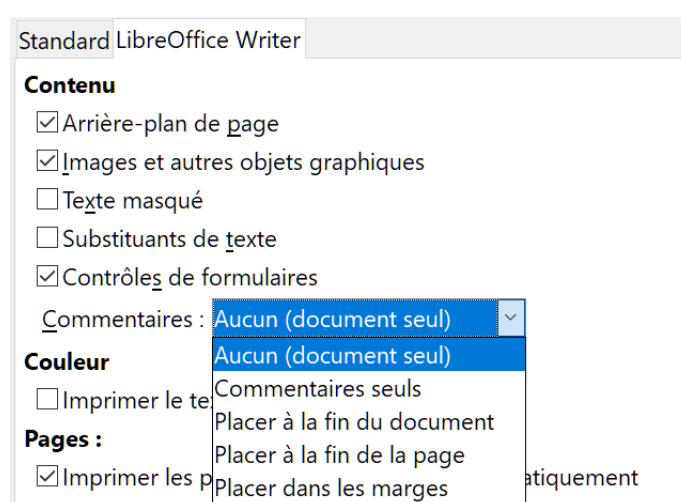 Standard LibreOffice Writer
Contenu
Arrière-plan de page
Images et autres objets graphiques
Texte masqué
Substituants de texte
Contrôles de formulaires
Commentaires : Aucun (document seul)
Couleur Aucun (document seul)
Imprimer le Commentaires seuls
Placer à la fin du document
Pages : Placer à la fin de la page
Imprimer les Placer dans les marges